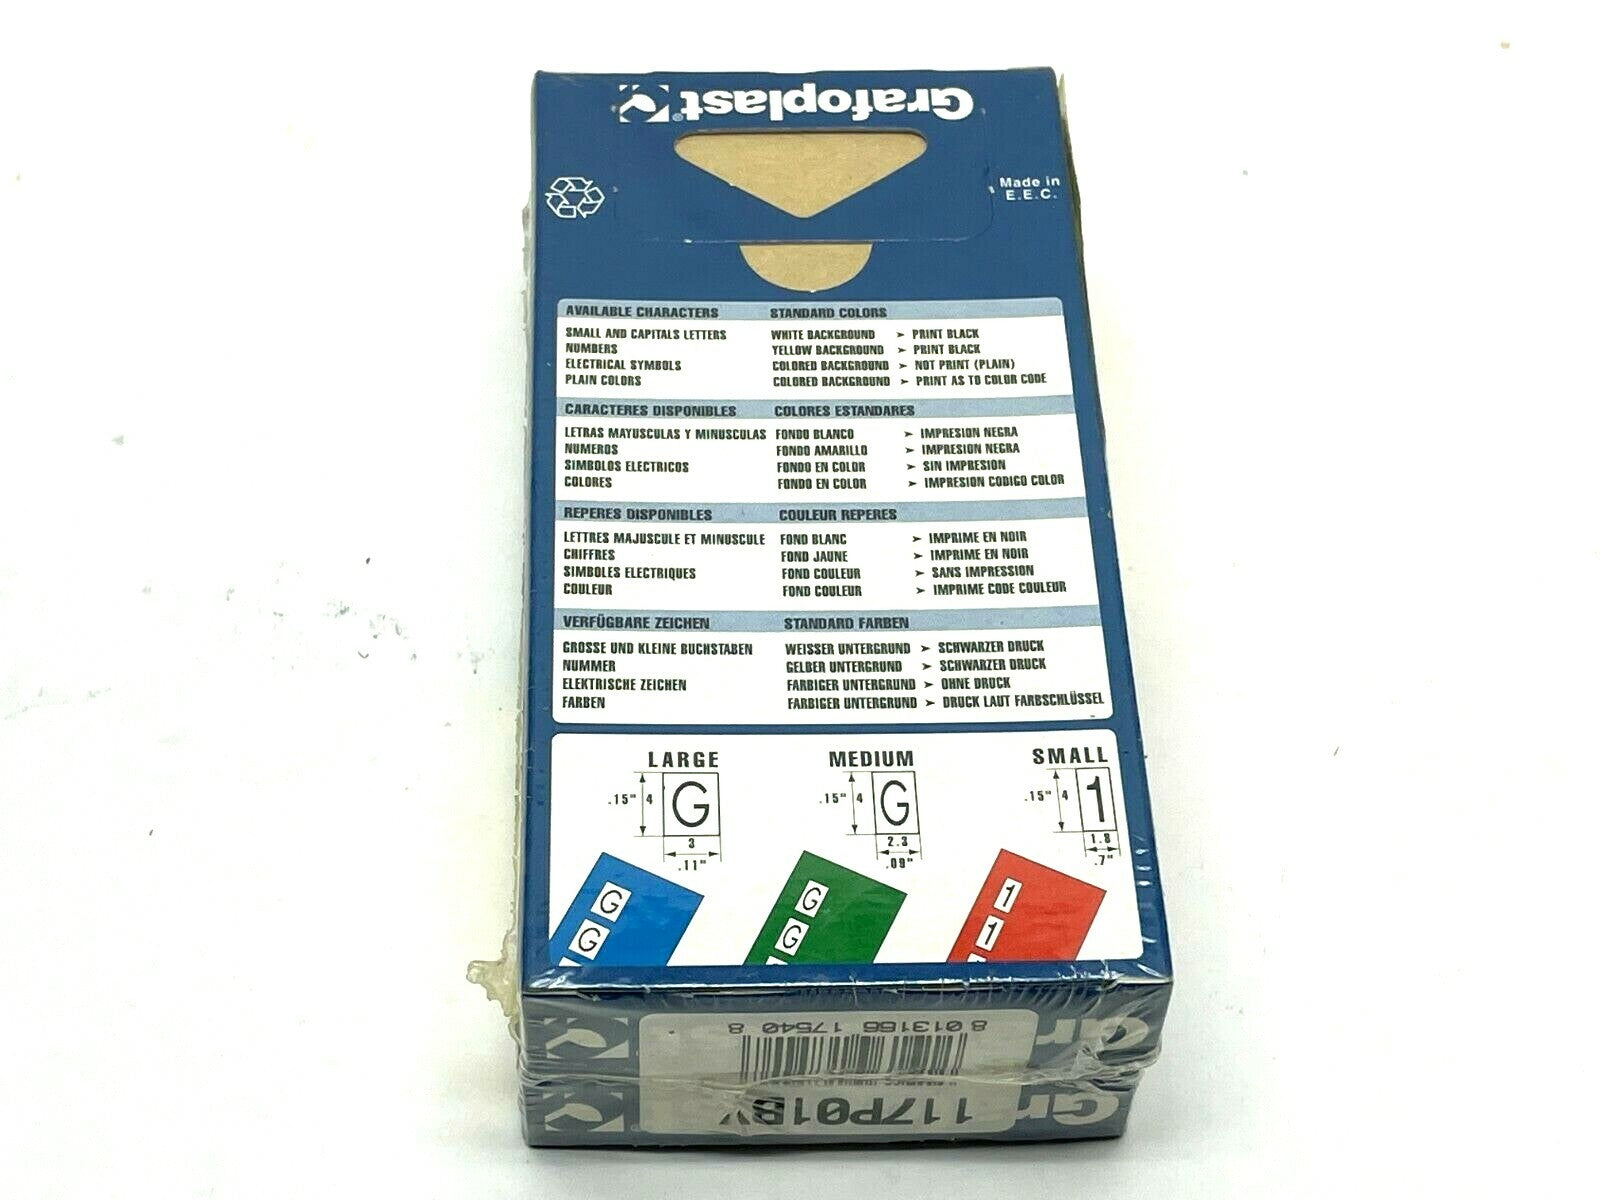 Grafoplast®
Made in
E.E.C.
AVAILABLE CHARACTERS STANDARD COLORS
SMALL AND CAPITALS LETTERS WHITE BACKGROUND ➤ PRINT BLACK
NUMBERS YELLOW BACKGROUND ➤ PRINT BLACK
ELECTRICAL SYMBOLS COLORED BACKGROUND ➤ NOT PRINT (PLAIN)
PLAIN COLORS COLORED BACKGROUND ➤ PRINT AS TO COLOR CODE
CARACTERES DISPONIBLES COLORES ESTANDARES
LETRAS MAYUSCULAS Y MINUSCULAS FONDO BLANCO ➤ IMPRESION NEGRA
NUMEROS FONDO AMARILLO ➤ IMPRESION NEGRA
SIMBOLOS ELECTRICOS FONDO EN COLOR ➤ SIN IMPRESION
COLORES FONDO EN COLOR ➤ IMPRESION CODIGO COLOR
REPERES DISPONIBLES COULEUR REPERES
LETTRES MAJUSCULE ET MINUSCULE FOND BLANC ➤ IMPRIME EN NOIR
CHIFFRES FOND JAUNE ➤ IMPRIME EN NOIR
SIMBOLES ELECTRIQUES FOND COULEUR ➤ SANS IMPRESSION
COULEUR FOND COULEUR ➤ IMPRIME CODE COULEUR
VERFÜGBARE ZEICHEN STANDARD FARBEN
GROSSE UND KLEINE BUCHSTABEN WEISSER UNTERGRUND ➤ SCHWARZER DRUCK
NUMMER GELBER UNTERGRUND ➤ SCHWARZER DRUCK
ELEKTRISCHE ZEICHEN FARBIGER UNTERGRUND ➤ OHNE DRUCK
FARBEN FARBIGER UNTERGRUND ➤ DRUCK LAUT FARBSCHLÜSSEL
LARGE MEDIUM SMALL
.15" 4 G .15" 4 G .15" 4 1
3 2.3 1.8
.11" .09" .7"
G G 1
G G 1
8 013166 17540 8
Gr
117P01BY
Gr